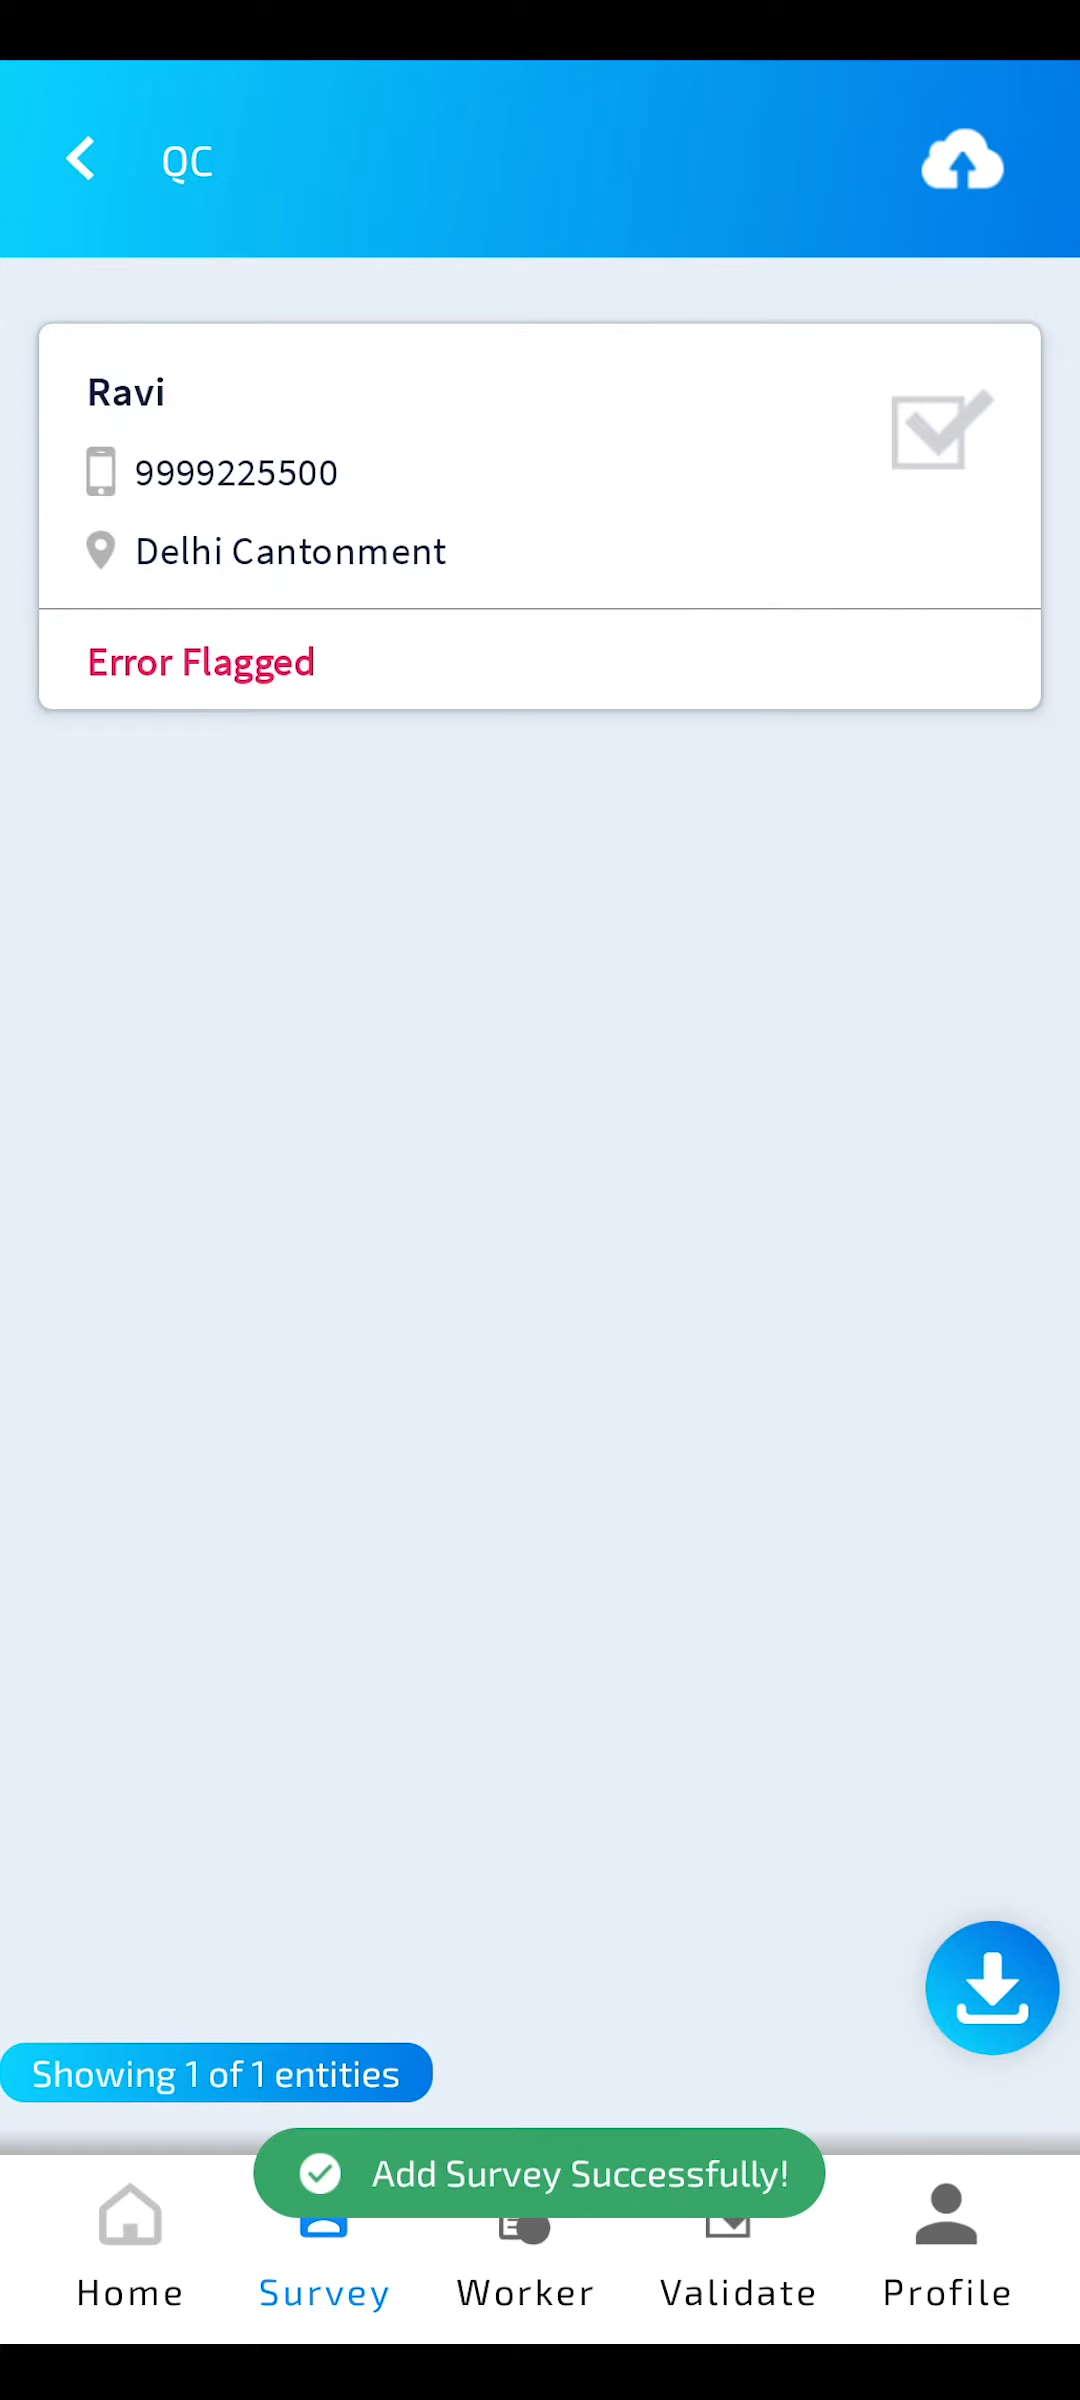 QC
Ravi
9999225500
Delhi Cantonment
Error Flagged
Showing 1 of 1 entities
Add Survey Successfully!
Home
Survey
Worker
Validate
Profile